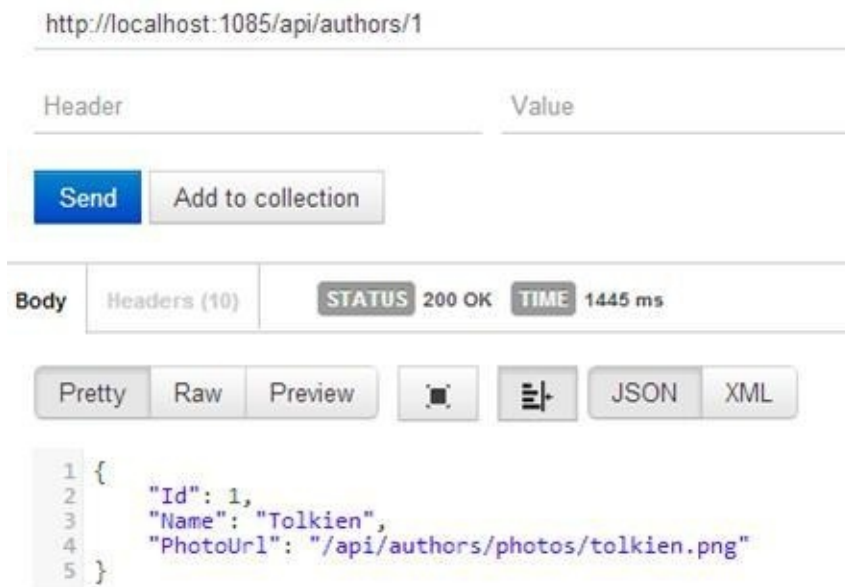 http://localhost:1085/api/authors/1
Header Value
Send Add to collection
Body Headers (10) STATUS 200 OK TIME 1445 ms
Pretty Raw Preview JSON XML
1 {
2 "Id": 1,
3 "Name": "Tolkien",
4 "PhotoUrl": "/api/authors/photos/tolkien.png"
5 }